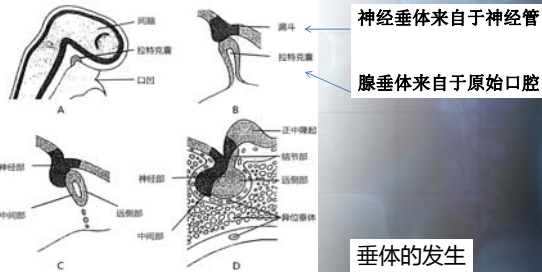 间脑
拉特克囊
口凹
A
漏斗
拉特克囊
B
神经垂体来自于神经管
腺垂体来自于原始口腔
神经部
中间部
远侧部
C
正中隆起
结节部
神经部
远侧部
异位垂体
中间部
D
垂体的发生